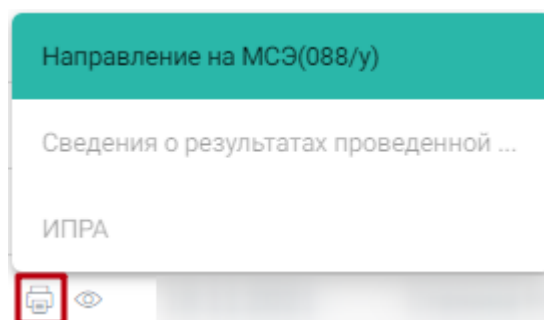 Направление на МСЭ(088/у)
Сведения о результатах проведенной ...
ИПРА